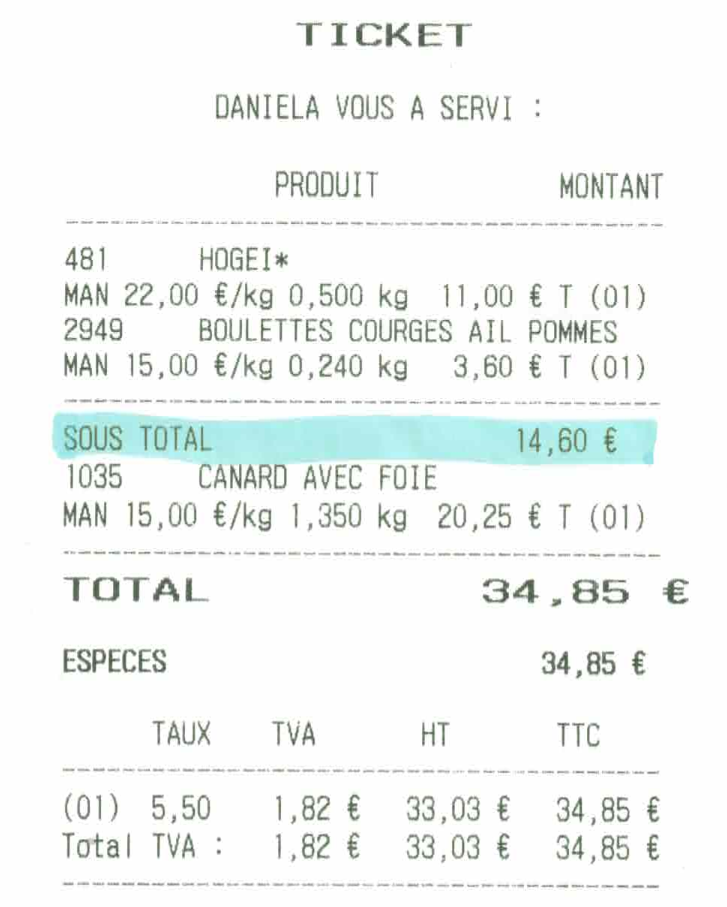 TICKET
DANIELA VOUS A SERVI :
PRODUIT MONTANT
481 HOGEI*
MAN 22,00 €/kg 0,500 kg 11,00 € T (01)
2949 BOULETTES COURGES AIL POMMES
MAN 15,00 €/kg 0,240 kg 3,60 € T (01)
SOUS TOTAL 14,60 €
1035 CANARD AVEC FOIE
MAN 15,00 €/kg 1,350 kg 20,25 € T (01)
TOTAL 34,85 €
ESPECES 34,85 €
TAUX TVA HT TTC
(01) 5,50 1,82 € 33,03 € 34,85 €
Total TVA : 1,82 € 33,03 € 34,85 €